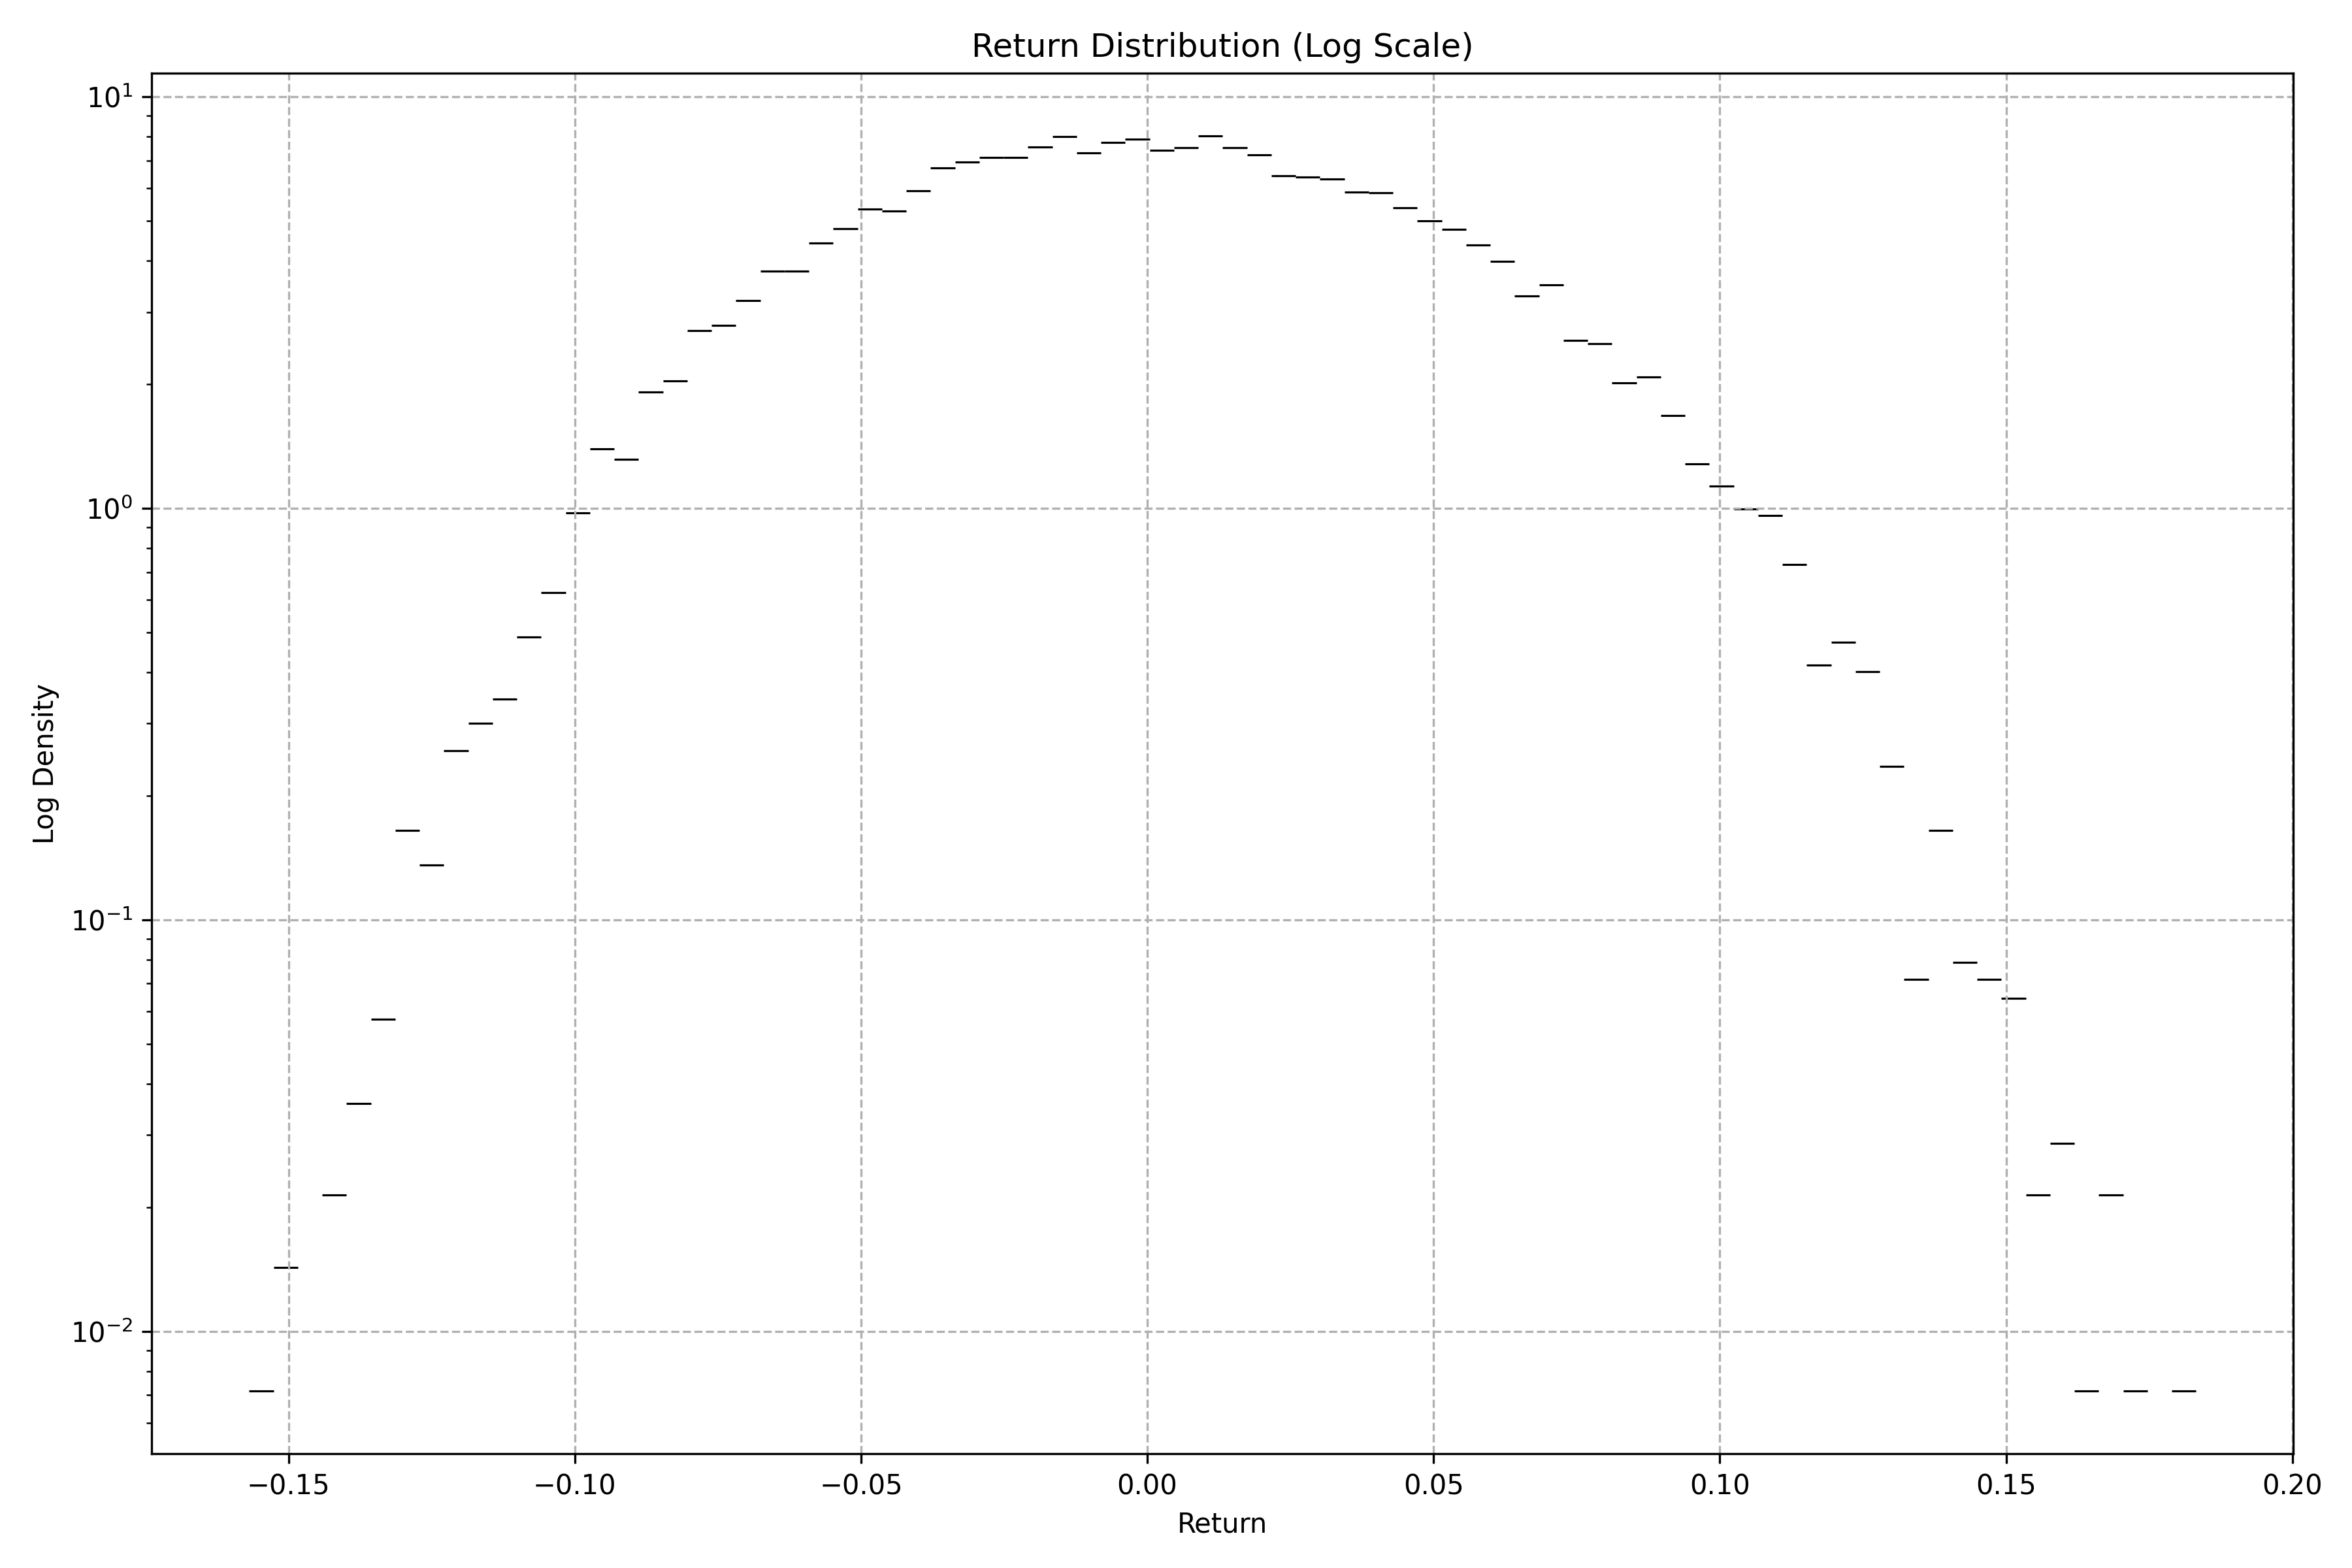 Return Distribution (Log Scale)
Log Density
10¹
10⁰
10⁻¹
10⁻²
−0.15 −0.10 −0.05 0.00 0.05 0.10 0.15 0.20
Return